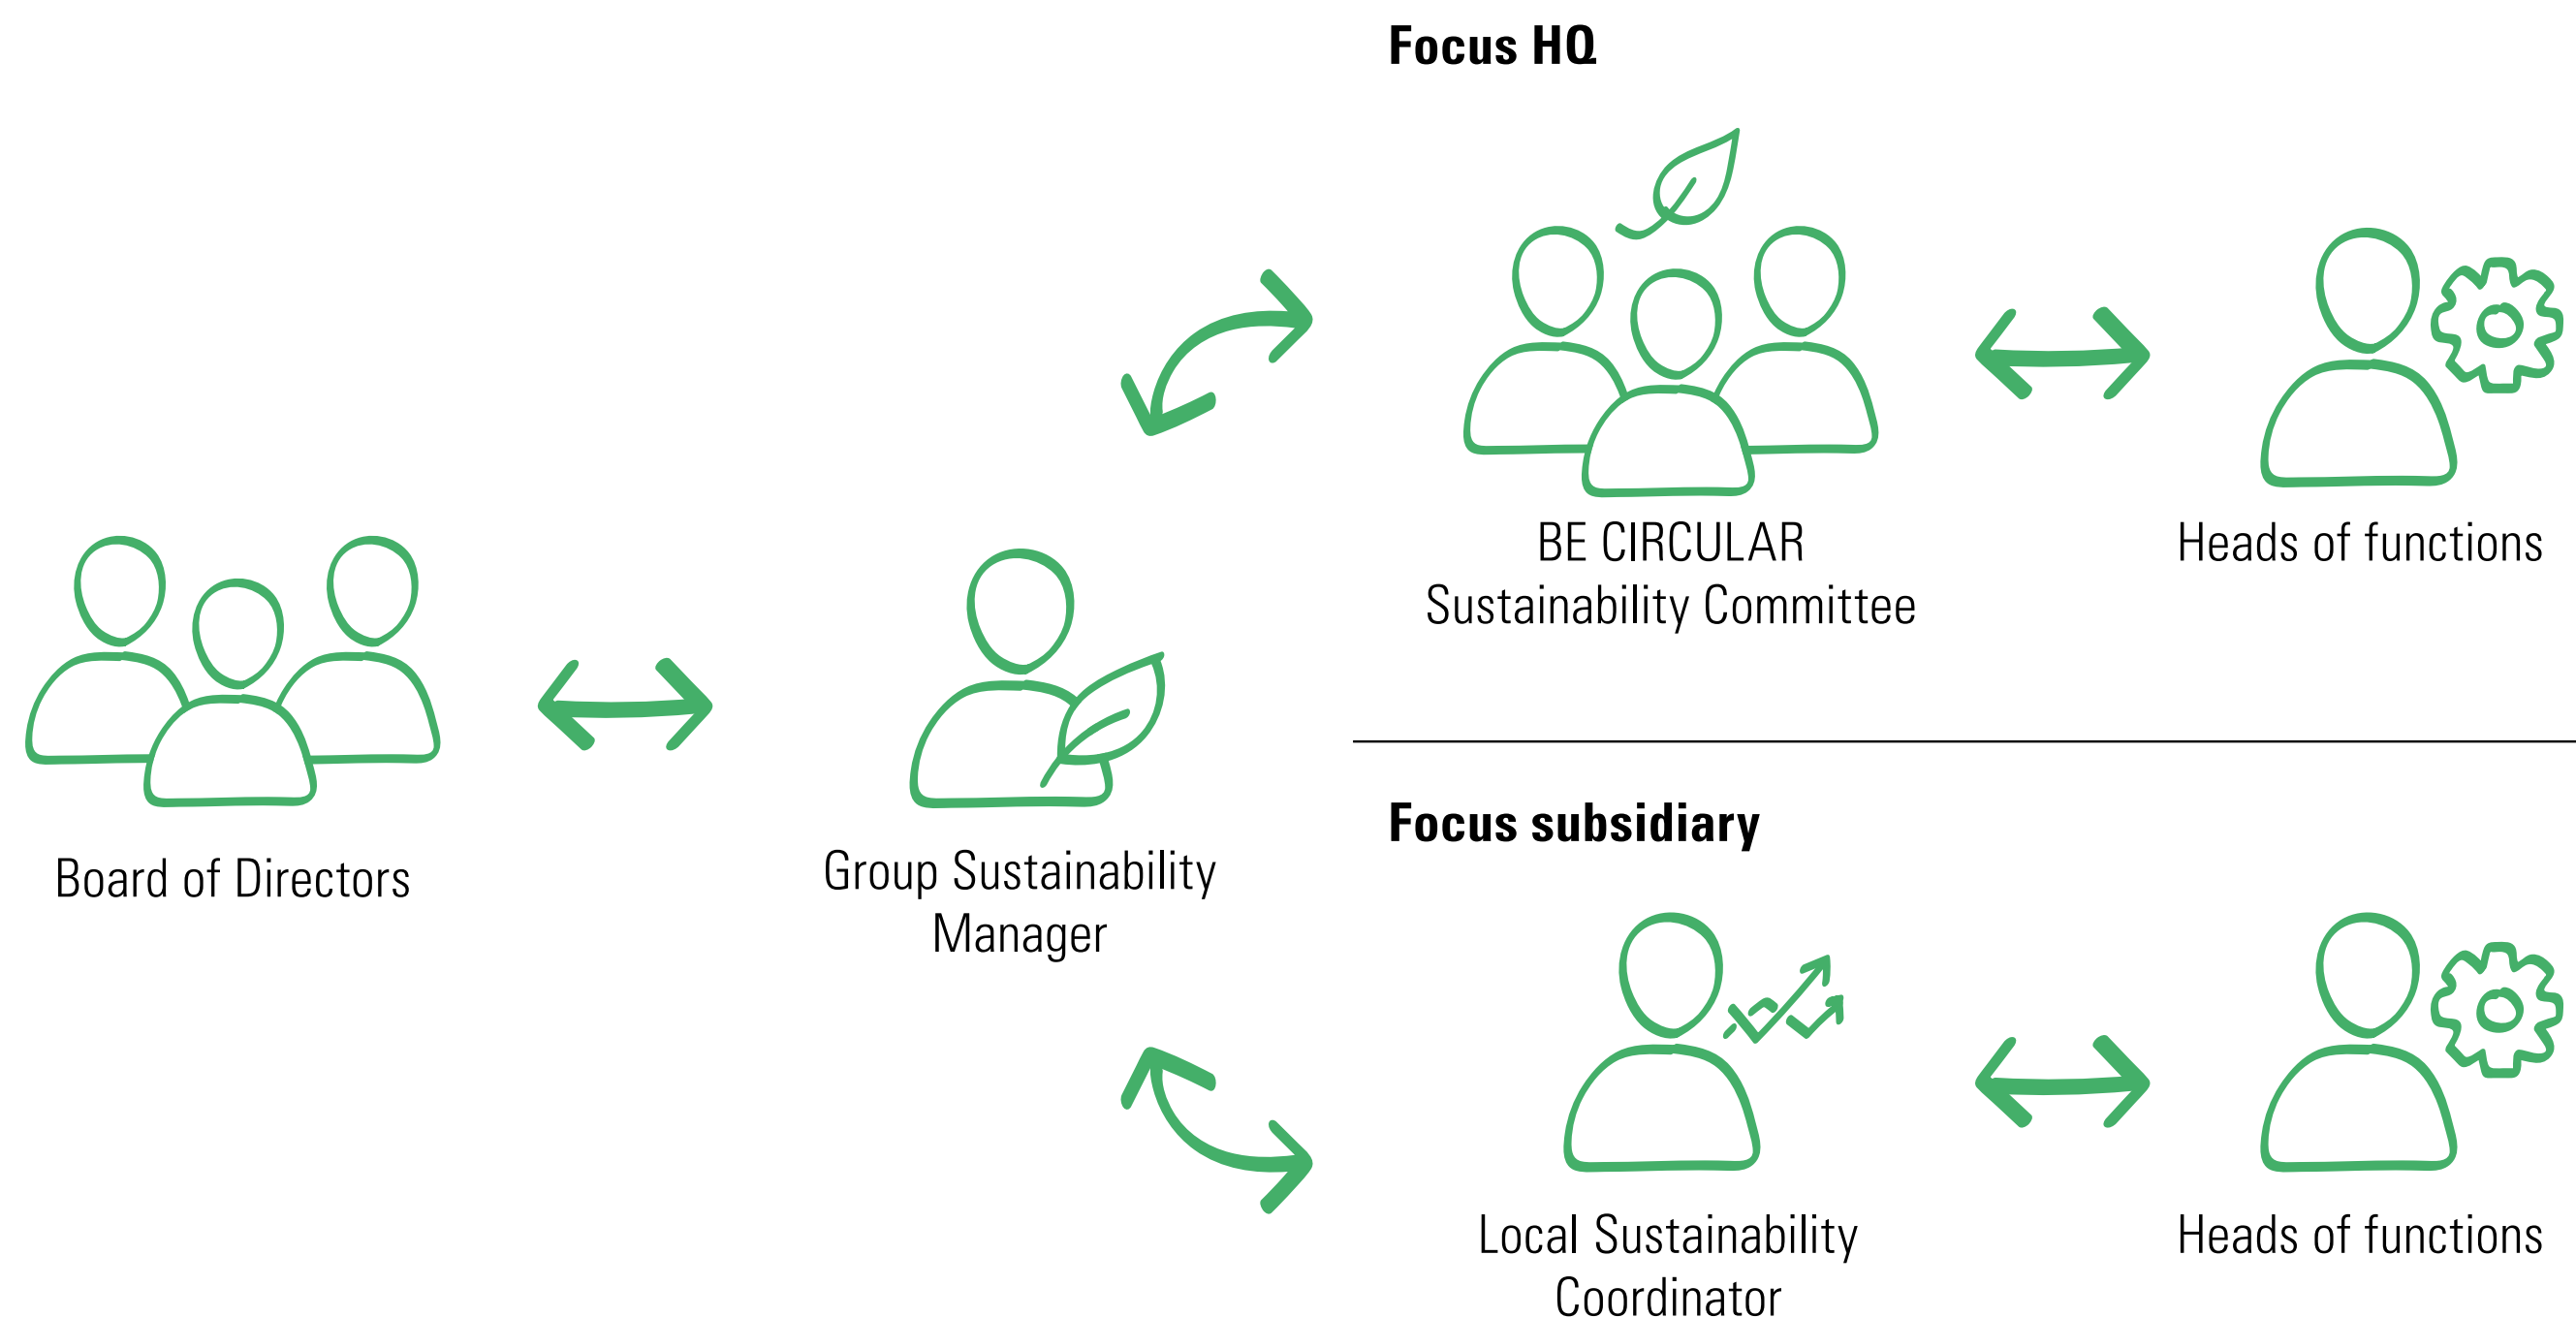 Focus HQ
BE CIRCULAR
Sustainability Committee
Heads of functions
Board of Directors
Group Sustainability
Manager
Focus subsidiary
Local Sustainability
Coordinator
Heads of functions